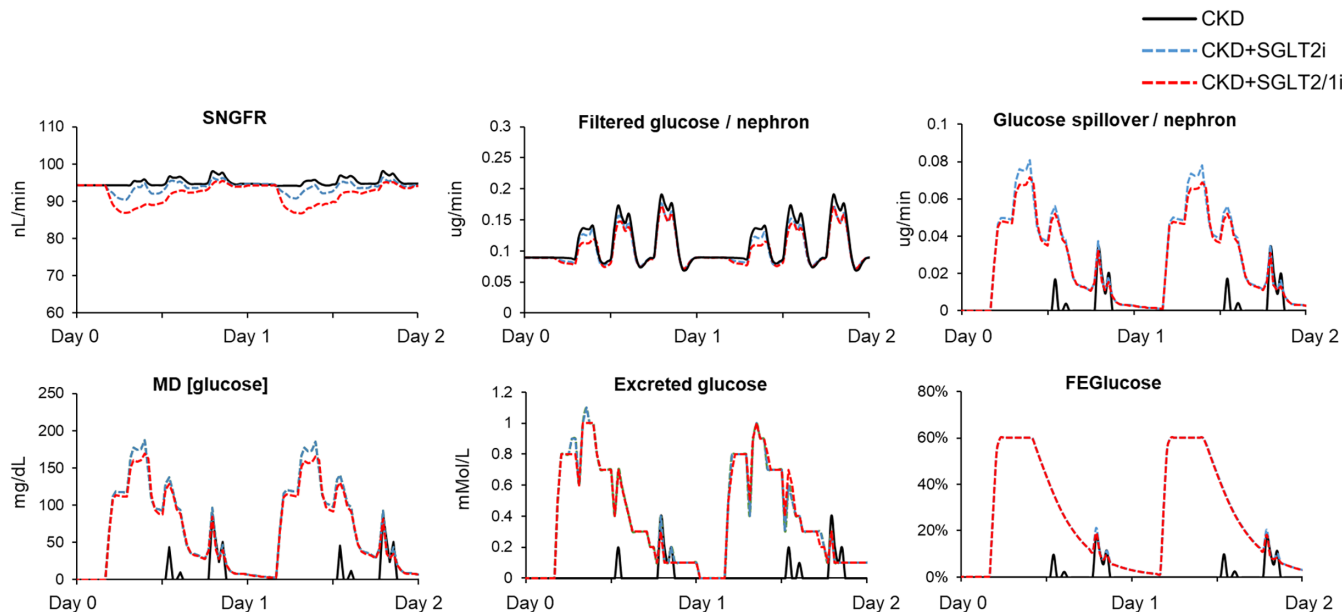 CKD
CKD+SGLT2i
CKD+SGLT2/1i
SNGFR
110
100
90
80
70
60
nL/min
Day 0
Day 1
Day 2
Filtered glucose / nephron
0.3
0.25
0.2
0.15
0.1
0.05
0
ug/min
Day 0
Day 1
Day 2
Glucose spillover / nephron
0.1
0.08
0.06
0.04
0.02
0
ug/min
Day 0
Day 1
Day 2
MD [glucose]
250
200
150
100
50
0
mg/dL
Day 0
Day 1
Day 2
Excreted glucose
1.2
1
0.8
0.6
0.4
0.2
0
mMol/L
Day 0
Day 1
Day 2
FEGlucose
80%
60%
40%
20%
0%
Day 0
Day 1
Day 2